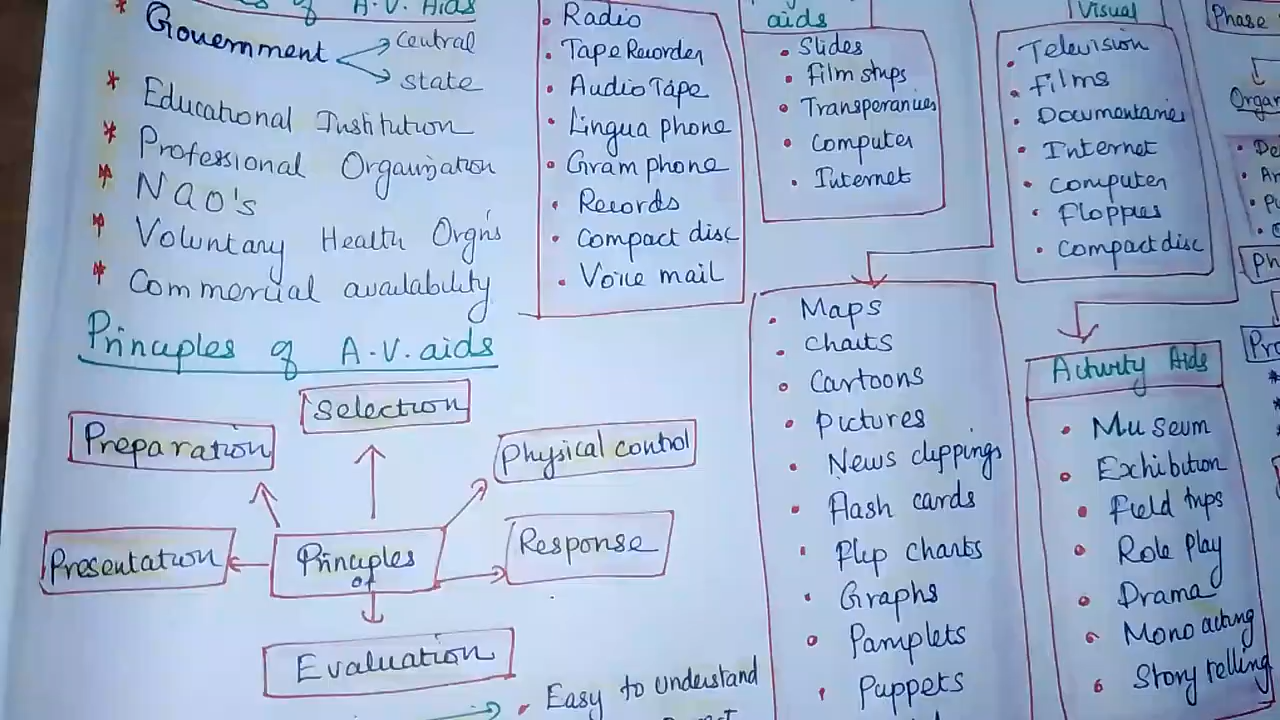 of A.V. Aids
* Government
Central
state
* Educational Institution
* Professional Organization
* NGO's
* Voluntary Health Orgn's
* Commercial availability
Principles of A.V. aids
Selection
Preparation
Physical control
Presentation
Principles of
Response
Evaluation
• Easy to understand
• Radio
• Tape Recorder
• Audio Tape
• Lingua phone
• Gram phone
• Records
• Compact disc
• Voice mail
aids
• Slides
• Film strips
• Transperancies
• Computer
• Internet
• Maps
• Charts
• Cartoons
• Pictures
• News clippings
• Flash cards
• Flip charts
• Graphs
• Pamplets
• Puppets
Visual
• Television
• Films
• Documentaries
• Internet
• Computer
• Floppies
• Compact disc
Activity Aids
• Museum
• Exhibition
• Field trips
• Role play
• Drama
• Mono acting
• Story telling
Phase